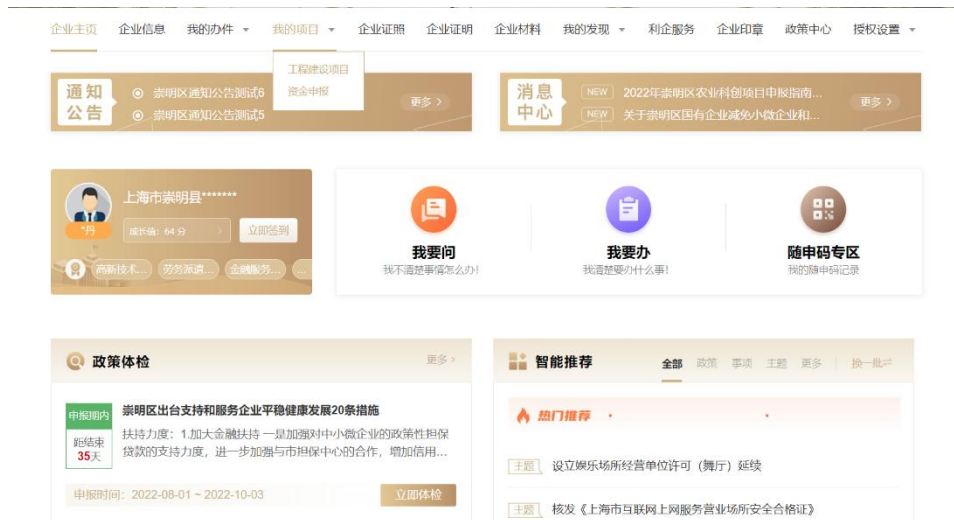 企业主页 企业信息 我的办件 我的项目 企业证照 企业证明 企业材料 我的发现 利企服务 企业印章 政策中心 授权设置
工程建设项目
资金申报
通知公告
崇明区通知公告测试6
崇明区通知公告测试5
更多 >
消息中心
NEW 2022年崇明区农业科创项目申报指南...
NEW 关于崇明区国有企业减免小微企业和...
更多 >
上海市崇明县*******
*丹
成长值：64 分 >
立即签到
高新技术... 劳务派遣... 金融服务... ...
我要问
我不清楚事情怎么办!
我要办
我清楚要办什么事!
随申码专区
我的随申码记录
政策体检
更多 >
申报期内
距结束
35天
崇明区出台支持和服务企业平稳健康发展20条措施
扶持力度：1.加大金融扶持 一是加强对中小微企业的政策性担保
贷款的支持力度，进一步加强与市担保中心的合作，增加信用...
申报时间：2022-08-01 ~ 2022-10-03
立即体检
智能推荐
全部 政策 事项 主题 更多 换一批
热门推荐
主题 设立娱乐场所经营单位许可（舞厅）延续
主题 核发《上海市互联网上网服务营业场所安全合格证》